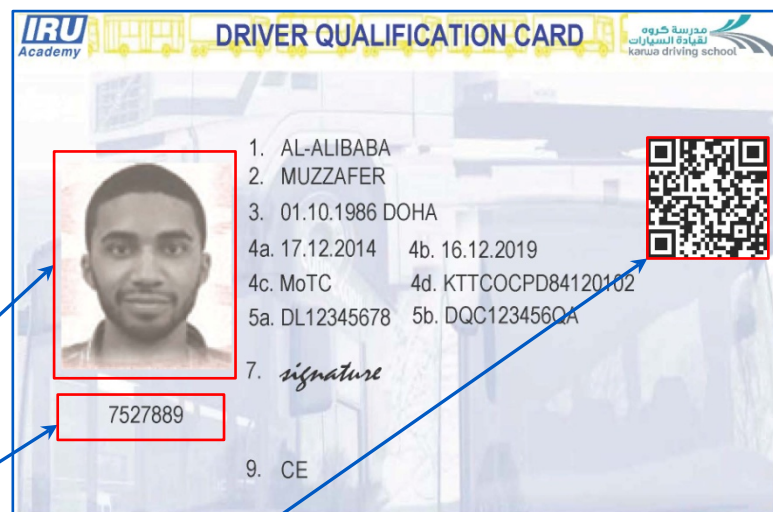 IRU
Academy
DRIVER QUALIFICATION CARD
مدرسة كروه
لقيادة السيارات
karwa driving school
1. AL-ALIBABA
2. MUZZAFER
3. 01.10.1986 DOHA
4a. 17.12.2014 4b. 16.12.2019
4c. MoTC 4d. KTTCOCPD84120102
5a. DL12345678 5b. DQC123456QA
7. signature
7527889
9. CE